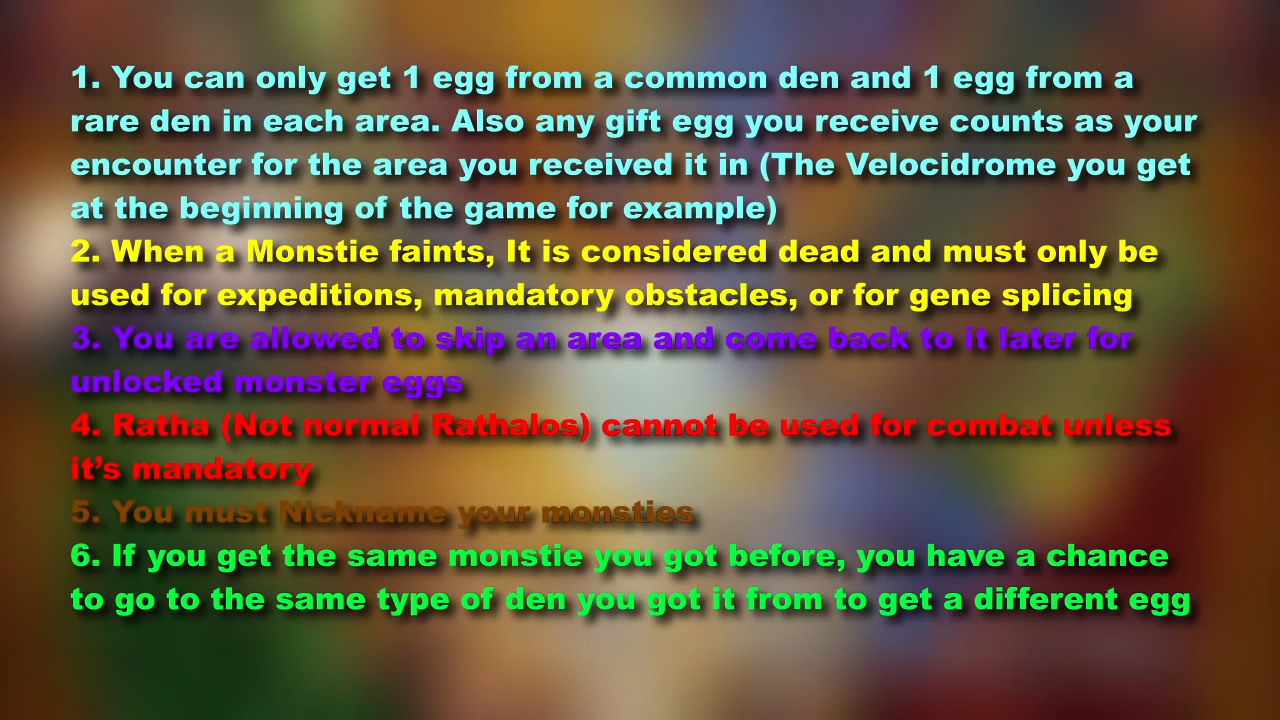 1. You can only get 1 egg from a common den and 1 egg from a
rare den in each area. Also any gift egg you receive counts as your
encounter for the area you received it in (The Velocidrome you get
at the beginning of the game for example)
2. When a Monstie faints, It is considered dead and must only be
used for expeditions, mandatory obstacles, or for gene splicing
3. You are allowed to skip an area and come back to it later for
unlocked monster eggs
4. Ratha (Not normal Rathalos) cannot be used for combat unless
it’s mandatory
5. You must Nickname your monsties
6. If you get the same monstie you got before, you have a chance
to go to the same type of den you got it from to get a different egg